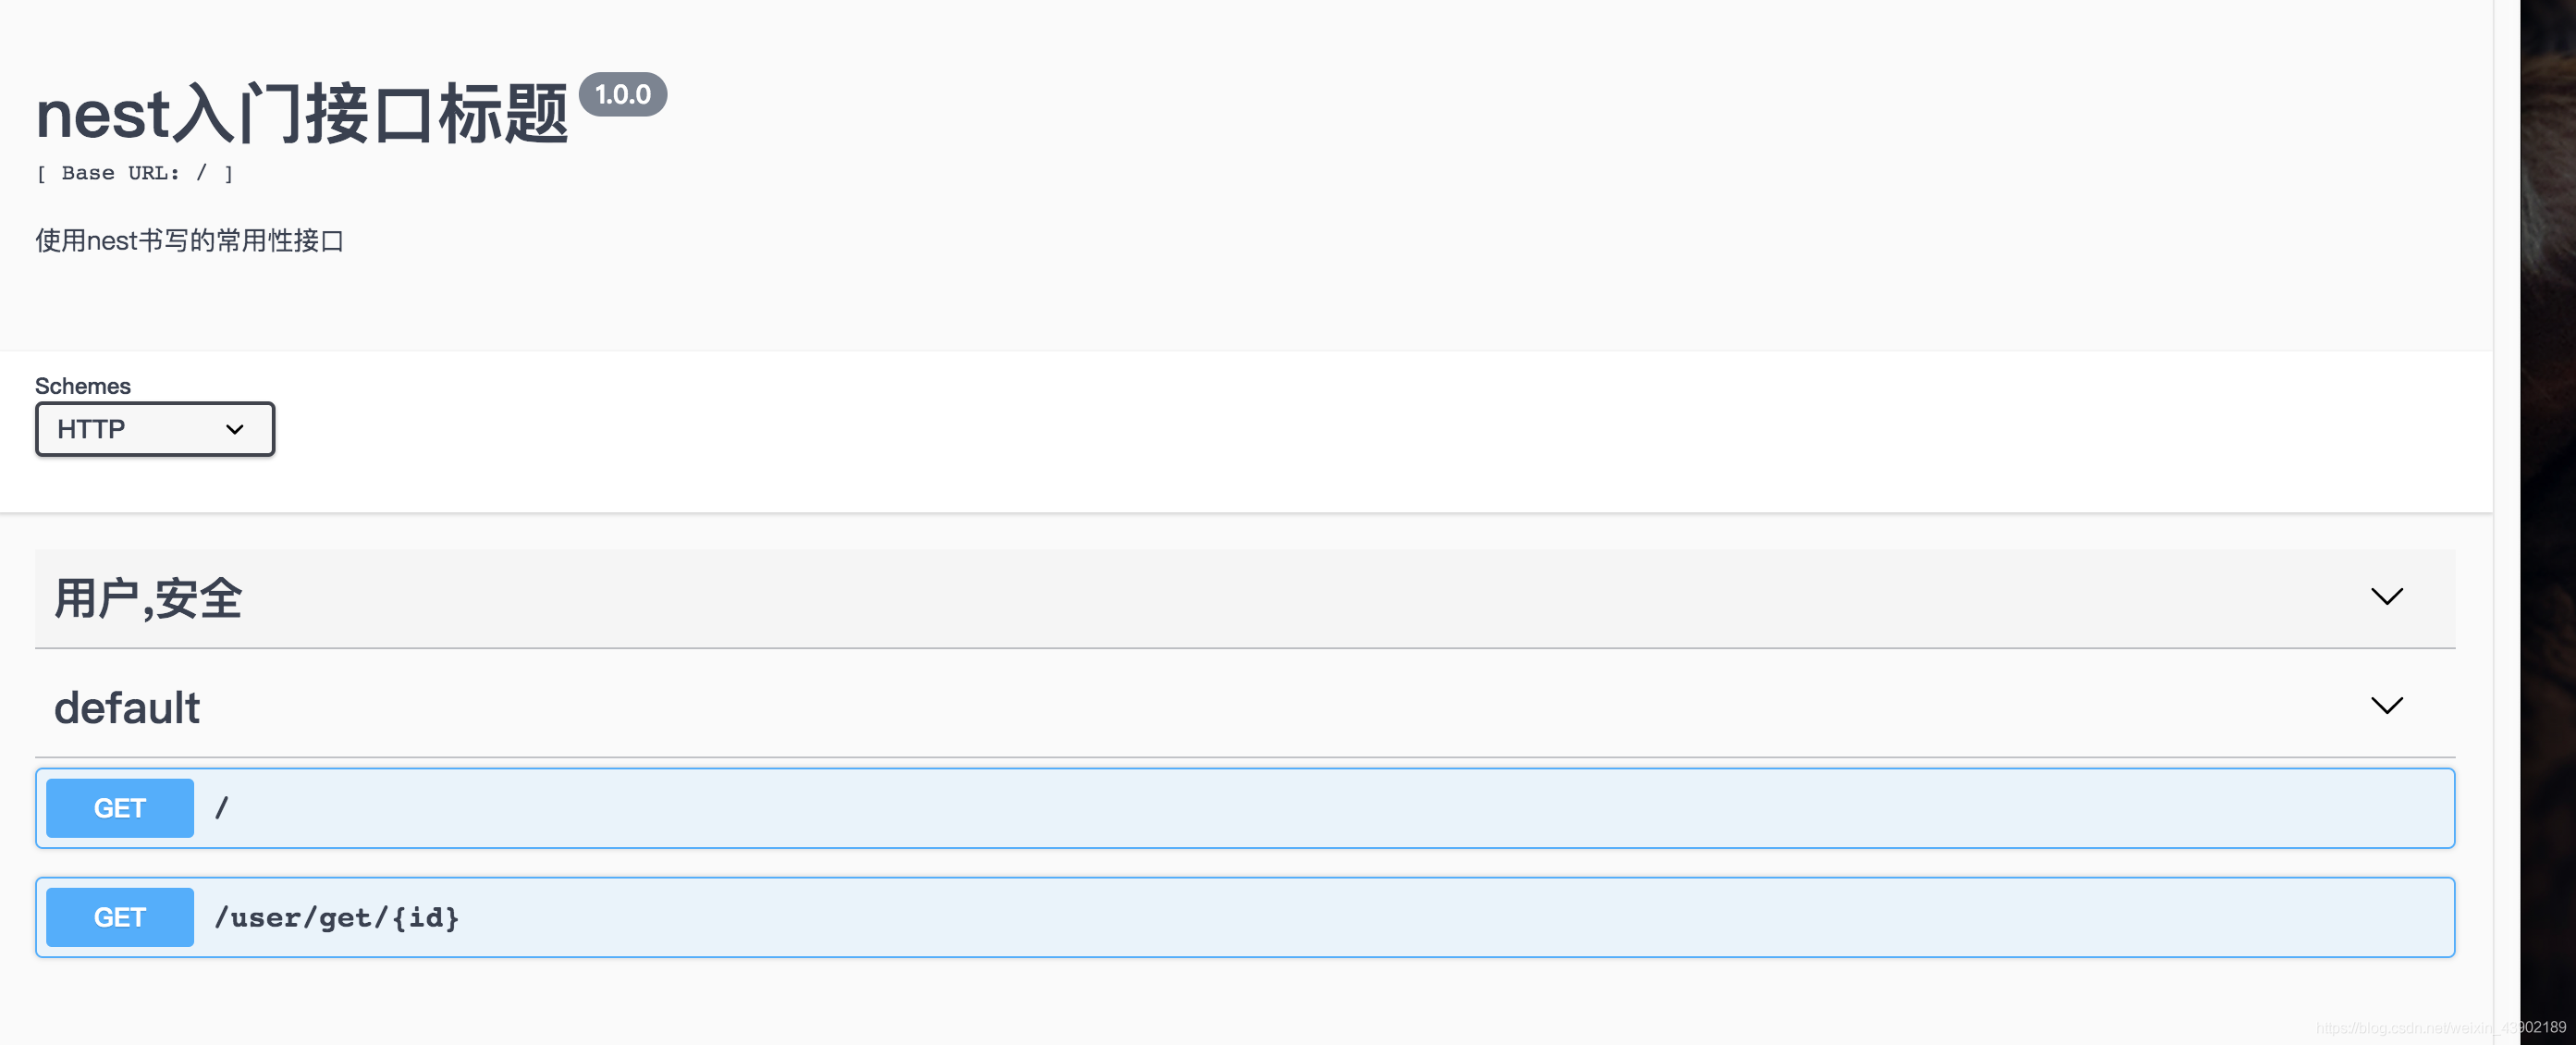 nest入门接口标题 1.0.0
[ Base URL: / ]
使用nest书写的常用性接口
Schemes
HTTP
用户,安全
default
GET /
GET /user/get/{id}
https://blog.csdn.net/weixin_43902189